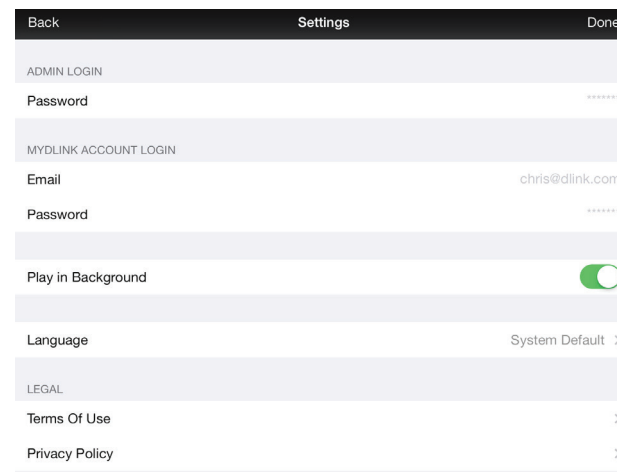 Back Settings Done
ADMIN LOGIN
Password ******
MYDLINK ACCOUNT LOGIN
Email chris@dlink.com
Password ******
Play in Background
Language System Default >
LEGAL
Terms Of Use >
Privacy Policy >